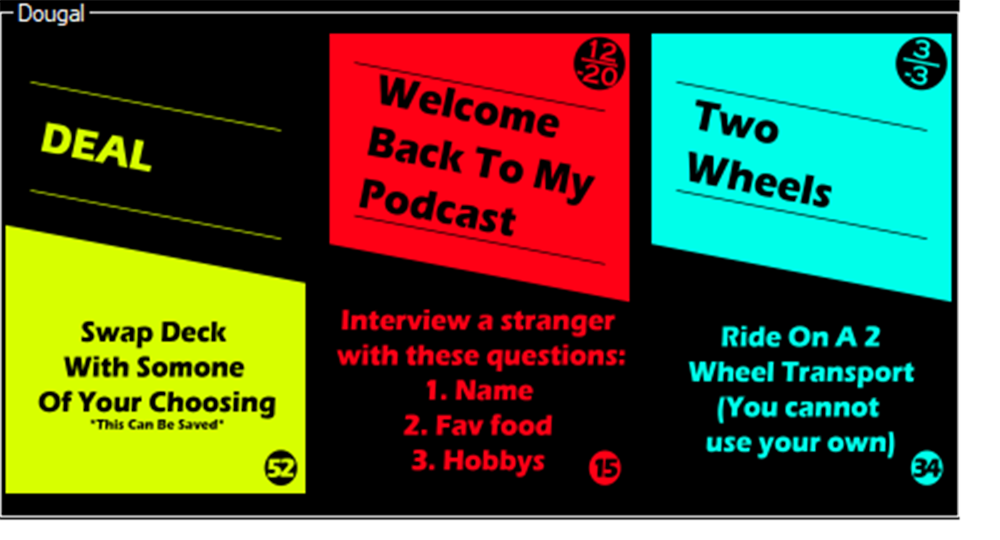 Dougal
DEAL
Swap Deck
With Somone
Of Your Choosing
*This Can Be Saved*
52
12
-20
Welcome
Back To My
Podcast
Interview a stranger
with these questions:
1. Name
2. Fav food
3. Hobbys
15
3
-3
Two
Wheels
Ride On A 2
Wheel Transport
(You cannot
use your own)
34